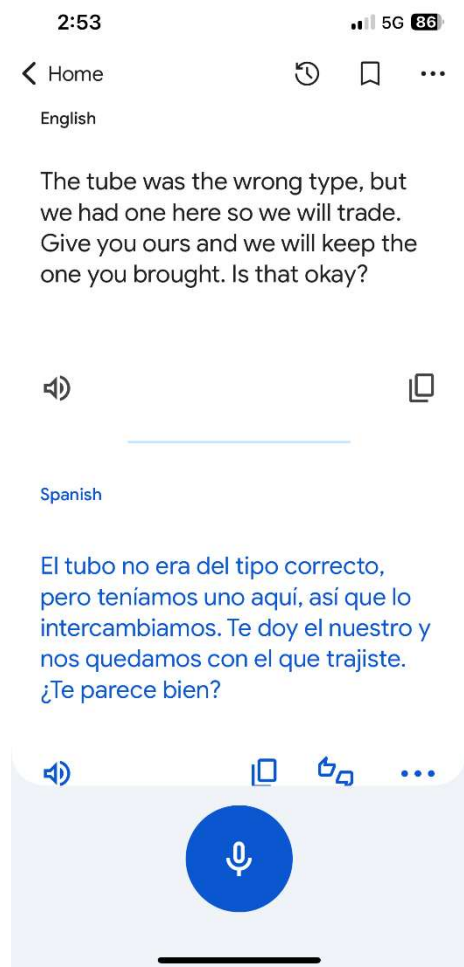 2:53
5G 86
Home
English
The tube was the wrong type, but
we had one here so we will trade.
Give you ours and we will keep the
one you brought. Is that okay?
Spanish
El tubo no era del tipo correcto,
pero teníamos uno aquí, así que lo
intercambiamos. Te doy el nuestro y
nos quedamos con el que trajiste.
¿Te parece bien?